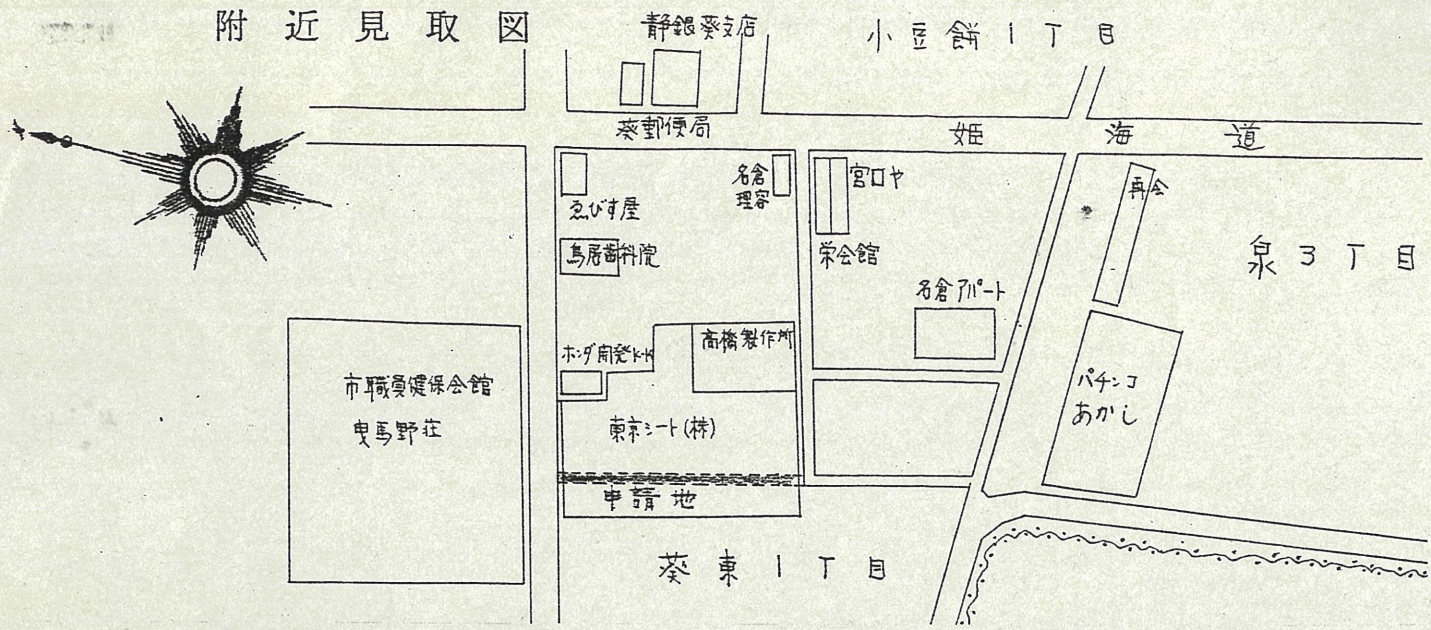 附近見取図
静銀葵支店
小豆餅1丁目
葵郵便局
姫海道
ゑびす屋
名倉
理容
宮口ヤ
再会
鳥居歯科院
栄会館
泉3丁目
名倉アパート
ホンダ開発K・K
高橋製作所
市職員健保会館
曳馬野荘
パチンコ
あかし
東京シート(株)
申請地
葵東1丁目